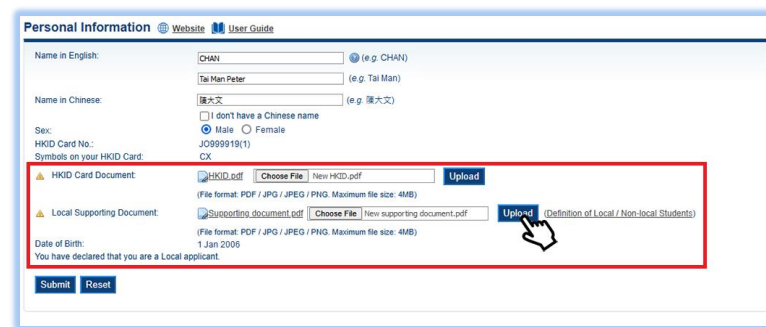 Personal Information Website User Guide
Name in English: CHAN (e.g. CHAN)
Tai Man Peter (e.g. Tai Man)
Name in Chinese: 陳大文 (e.g. 陳大文)
I don't have a Chinese name
Sex: Male Female
HKID Card No.: JO999919(1)
Symbols on your HKID Card: CX
HKID Card Document: HKID.pdf Choose File New HKID.pdf Upload
(File format: PDF / JPG / JPEG / PNG. Maximum file size: 4MB)
Local Supporting Document: Supporting document.pdf Choose File New supporting document.pdf Upload (Definition of Local / Non-local Students)
(File format: PDF / JPG / JPEG / PNG. Maximum file size: 4MB)
Date of Birth: 1 Jan 2006
You have declared that you are a Local applicant.
Submit Reset